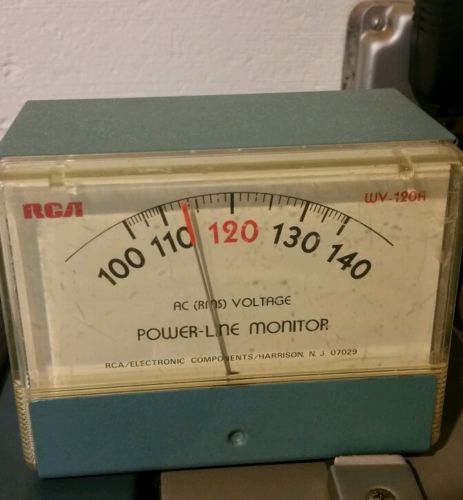 RCA
WV-120A
100 110 120 130 140
AC (RMS) VOLTAGE
POWER-LINE MONITOR
RCA/ELECTRONIC COMPONENTS/HARRISON, N. J. 07029